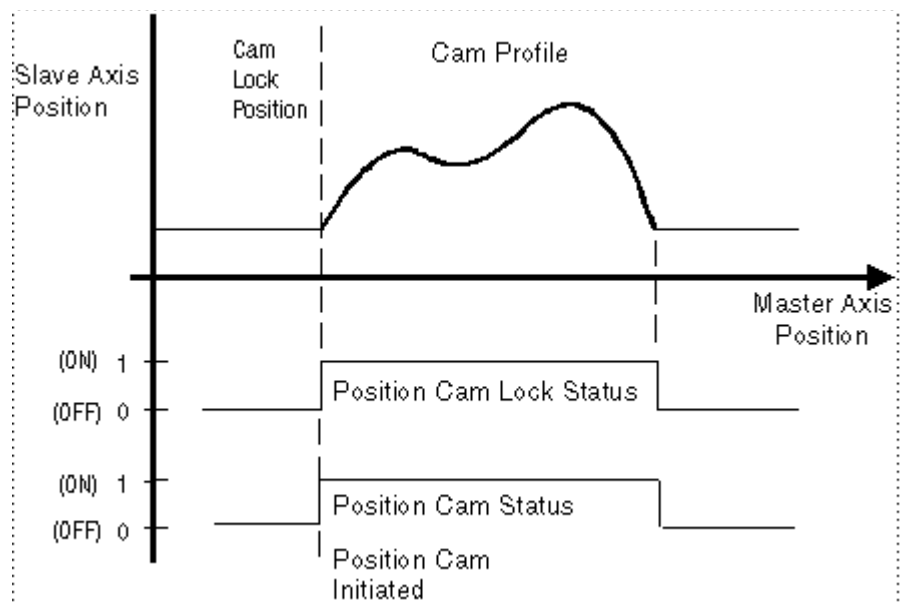 Cam
Lock
Position
Cam Profile
Slave Axis
Position
Master Axis
Position
(ON) 1
Position Cam Lock Status
(OFF) 0
(ON) 1
Position Cam Status
(OFF) 0
Position Cam
Initiated